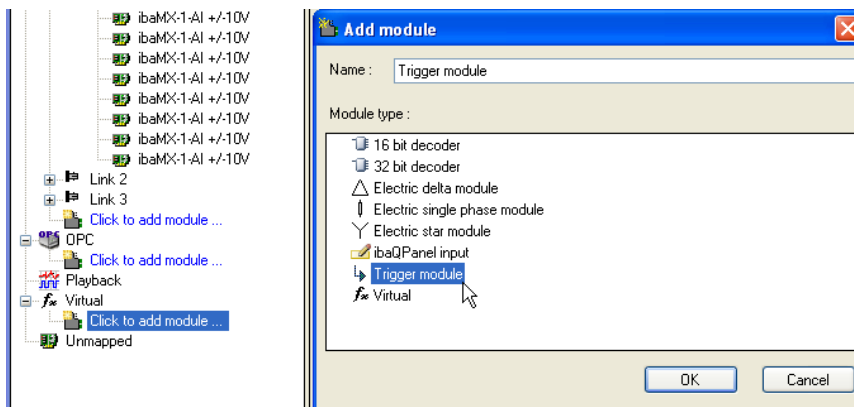 ibaMX-1-AI +/-10V
ibaMX-1-AI +/-10V
ibaMX-1-AI +/-10V
ibaMX-1-AI +/-10V
ibaMX-1-AI +/-10V
ibaMX-1-AI +/-10V
ibaMX-1-AI +/-10V
ibaMX-1-AI +/-10V
Link 2
Link 3
Click to add module ...
OPC
Click to add module ...
Playback
Virtual
Click to add module ...
Unmapped
Add module
Name :
Trigger module
Module type :
16 bit decoder
32 bit decoder
Electric delta module
Electric single phase module
Electric star module
ibaQPanel input
Trigger module
Virtual
OK
Cancel